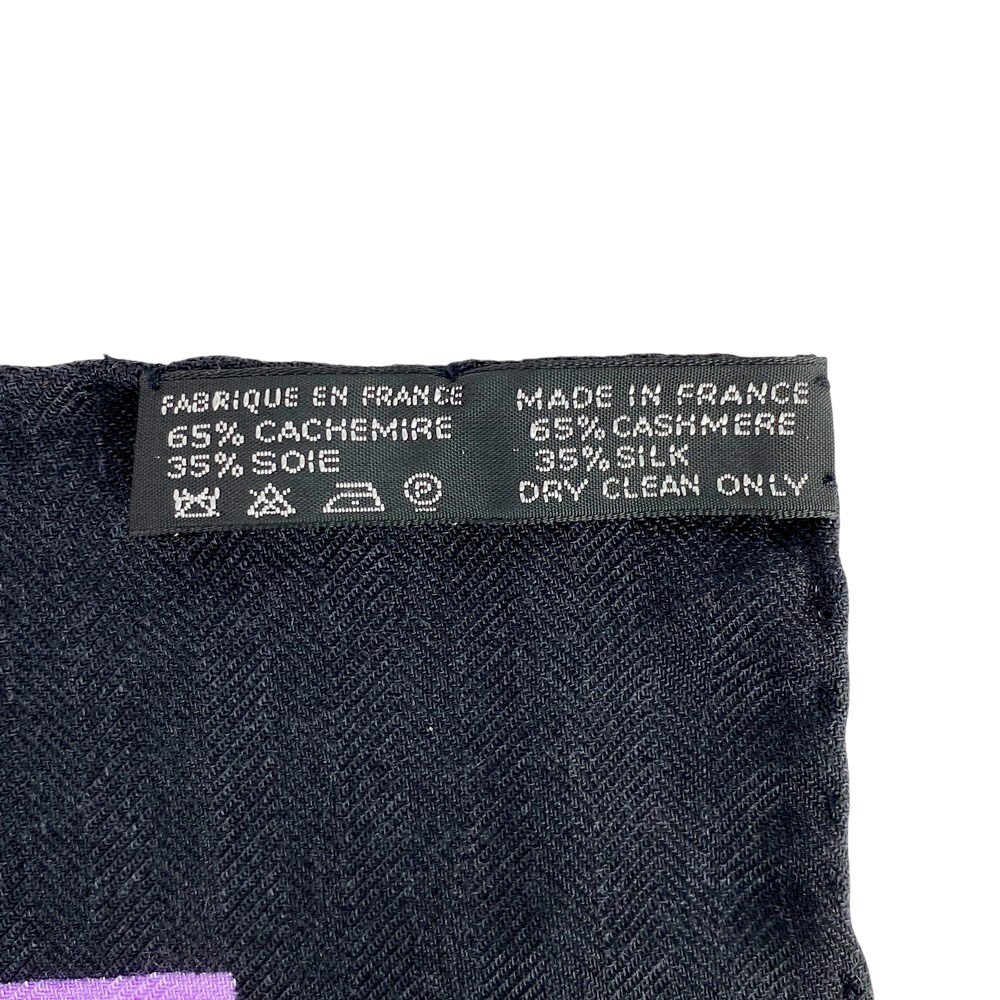 FABRIQUE EN FRANCE
65% CACHEMIRE
35% SOIE
MADE IN FRANCE
65% CASHMERE
35% SILK
DRY CLEAN ONLY